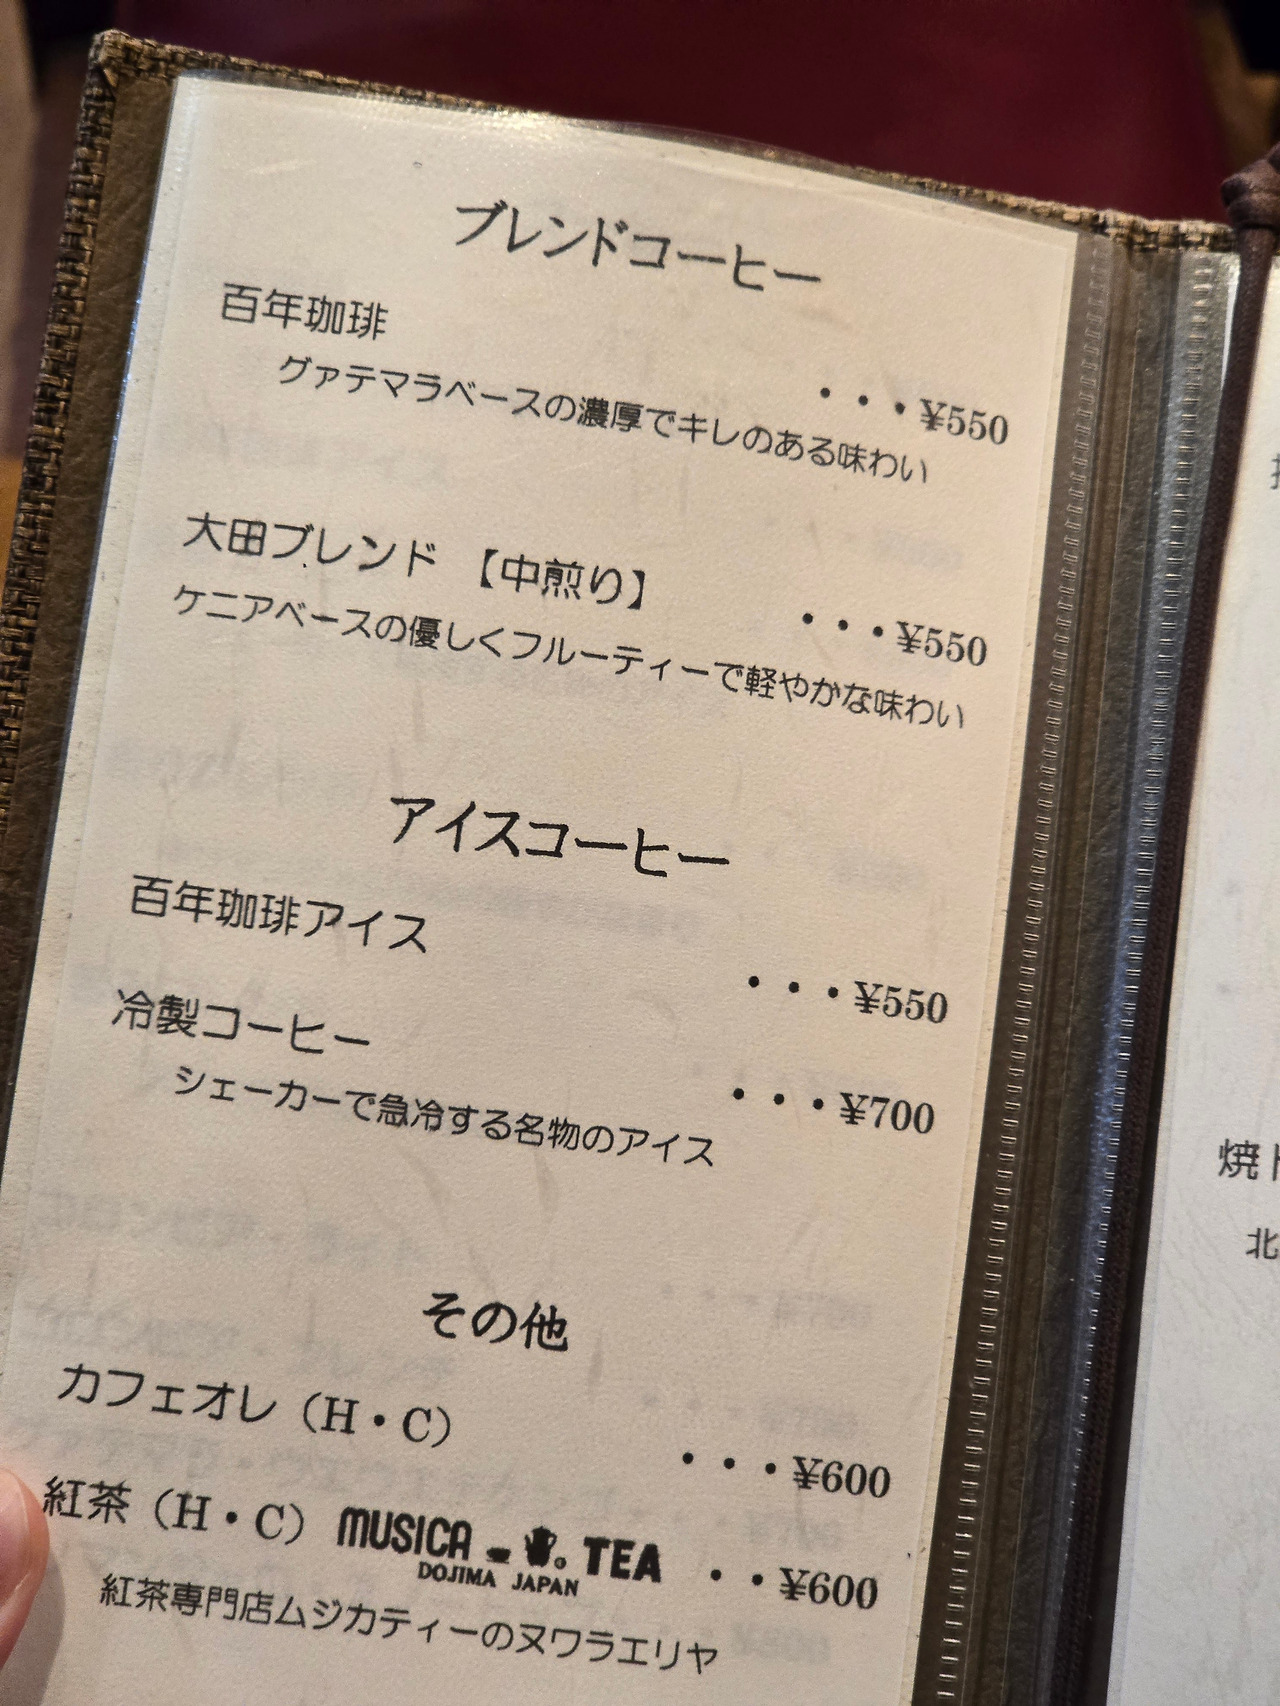 ブレンドコーヒー
百年珈琲
・・・¥550
グァテマラベースの濃厚でキレのある味わい
大田ブレンド 【中煎り】
・・・¥550
ケニアベースの優しくフルーティーで軽やかな味わい
アイスコーヒー
百年珈琲アイス
・・・¥550
冷製コーヒー
・・・¥700
シェーカーで急冷する名物のアイス
その他
カフェオレ（H・C）
・・・¥600
紅茶（H・C） MUSICA TEA ・・¥600
DOJIMA JAPAN
紅茶専門店ムジカティーのヌワラエリヤ
焼
北